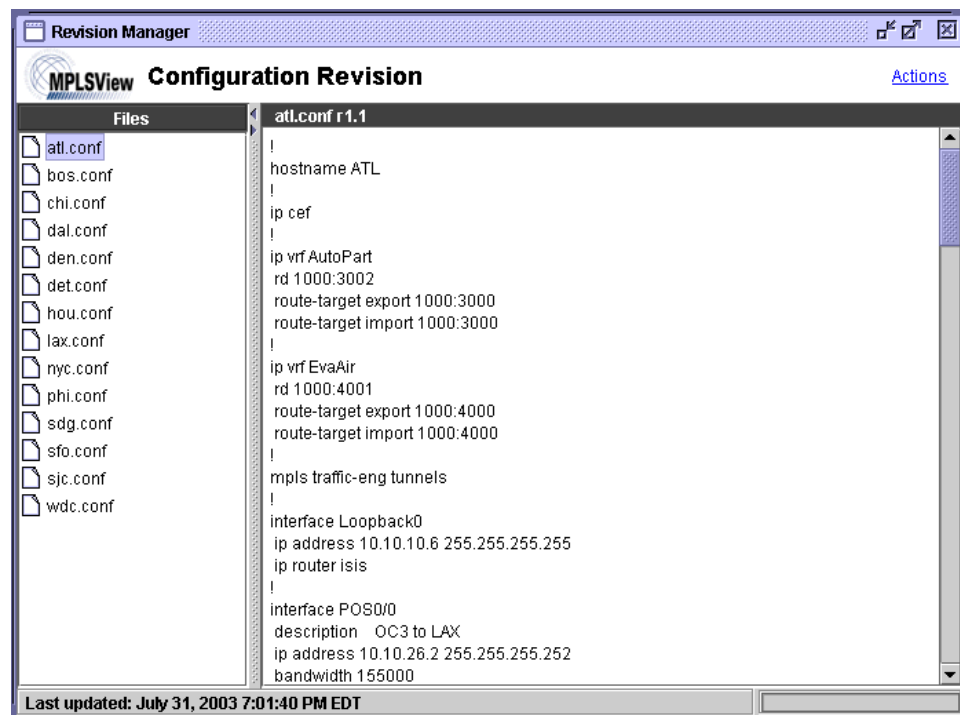 Revision Manager
MPLSView Configuration Revision
Actions
Files
atl.conf
bos.conf
chi.conf
dal.conf
den.conf
det.conf
hou.conf
lax.conf
nyc.conf
phi.conf
sdg.conf
sfo.conf
sjc.conf
wdc.conf
atl.conf r1.1
!
hostname ATL
!
ip cef
!
ip vrf AutoPart
rd 1000:3002
route-target export 1000:3000
route-target import 1000:3000
!
ip vrf EvaAir
rd 1000:4001
route-target export 1000:4000
route-target import 1000:4000
!
mpls traffic-eng tunnels
!
interface Loopback0
ip address 10.10.10.6 255.255.255.255
ip router isis
!
interface POS0/0
description OC3 to LAX
ip address 10.10.26.2 255.255.255.252
bandwidth 155000
Last updated: July 31, 2003 7:01:40 PM EDT